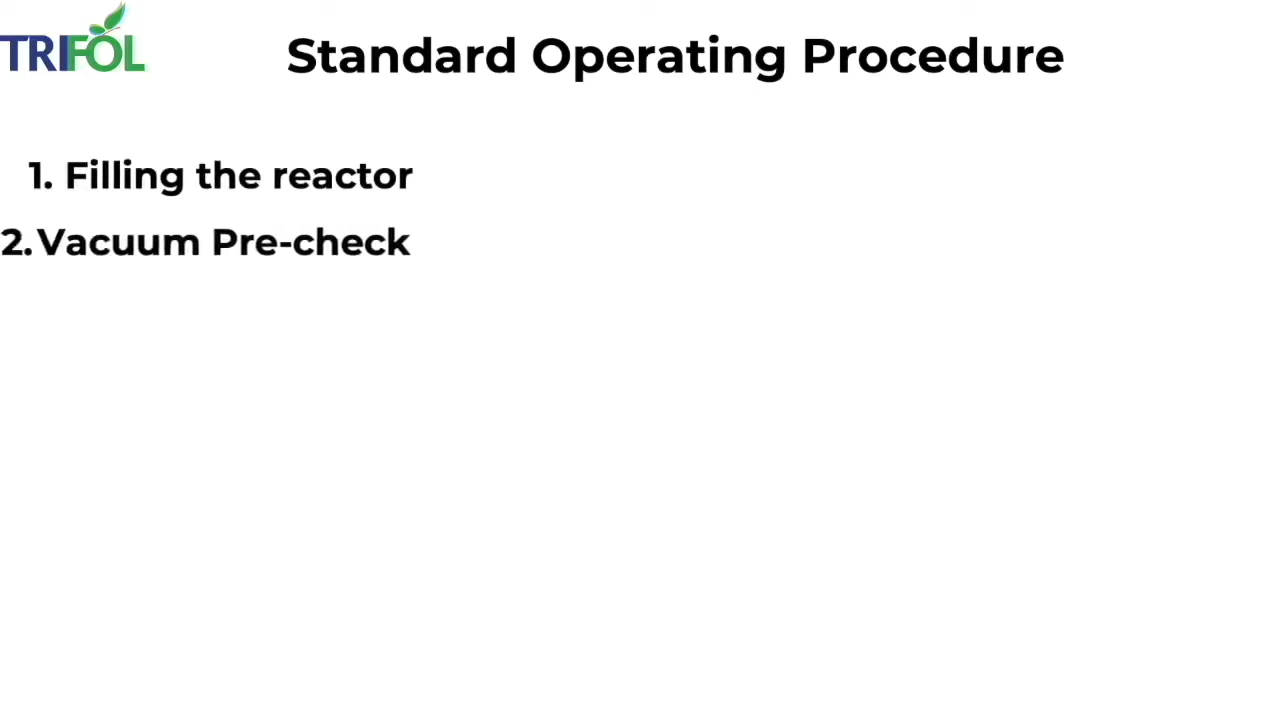 TRIFOL
Standard Operating Procedure
1. Filling the reactor
2. Vacuum Pre-check